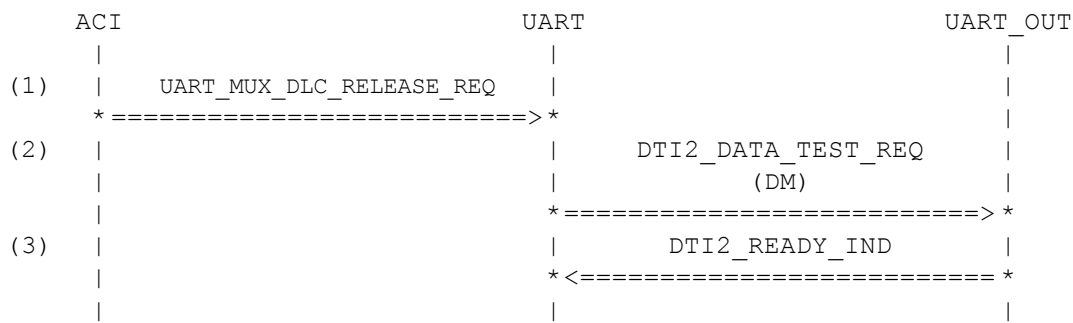 ACI UART UART_OUT
| | |
(1) | UART_MUX_DLC_RELEASE_REQ | |
*==========================>* |
(2) | | DTI2_DATA_TEST_REQ |
| | (DM) |
| *==========================>*
(3) | | DTI2_READY_IND |
| *<==========================*
| | |